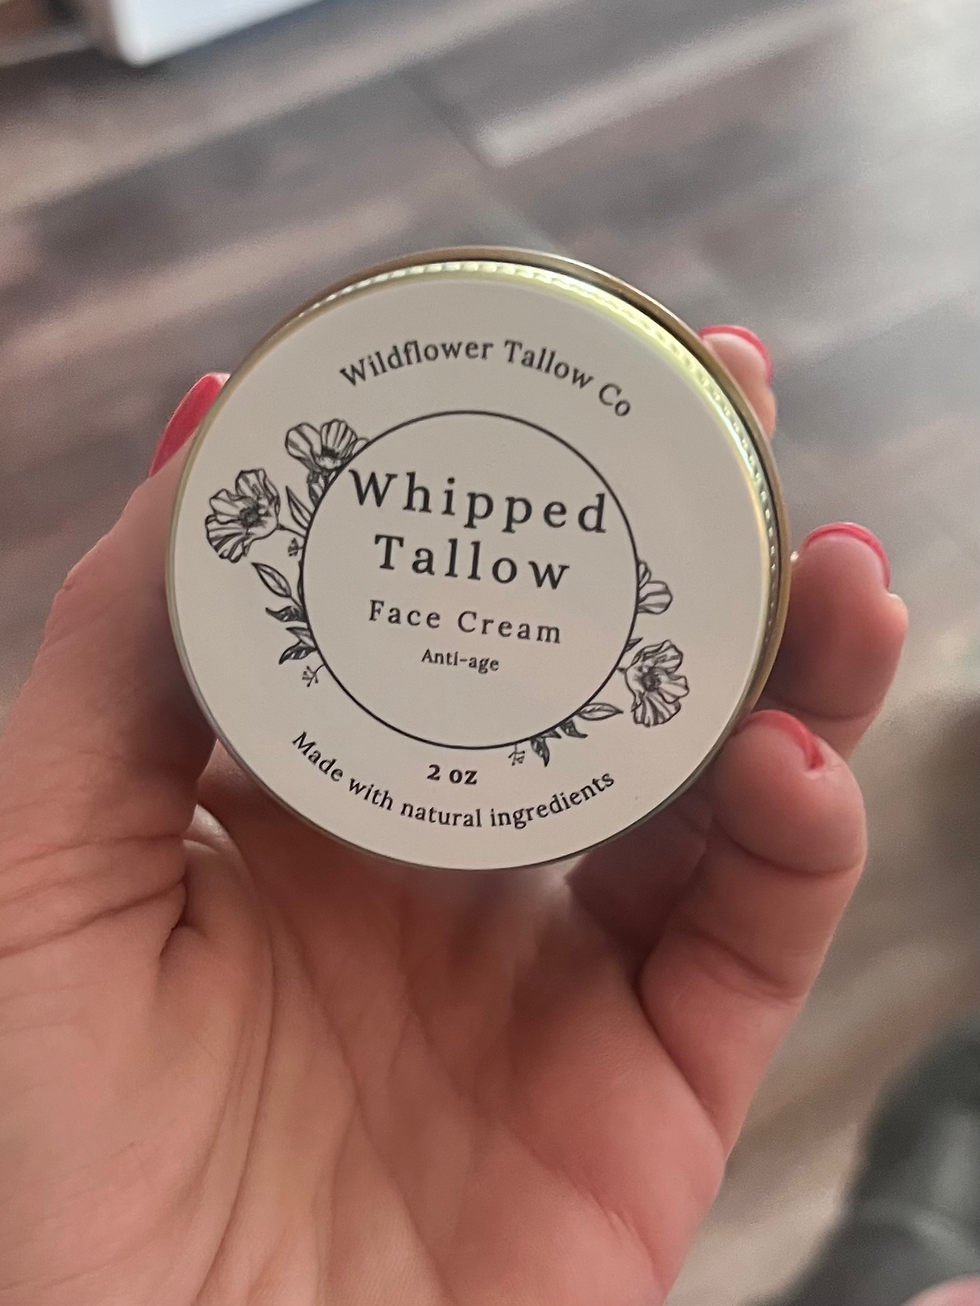 Wildflower Tallow Co
Whipped
Tallow
Face Cream
Anti-age
2 oz
Made with natural ingredients